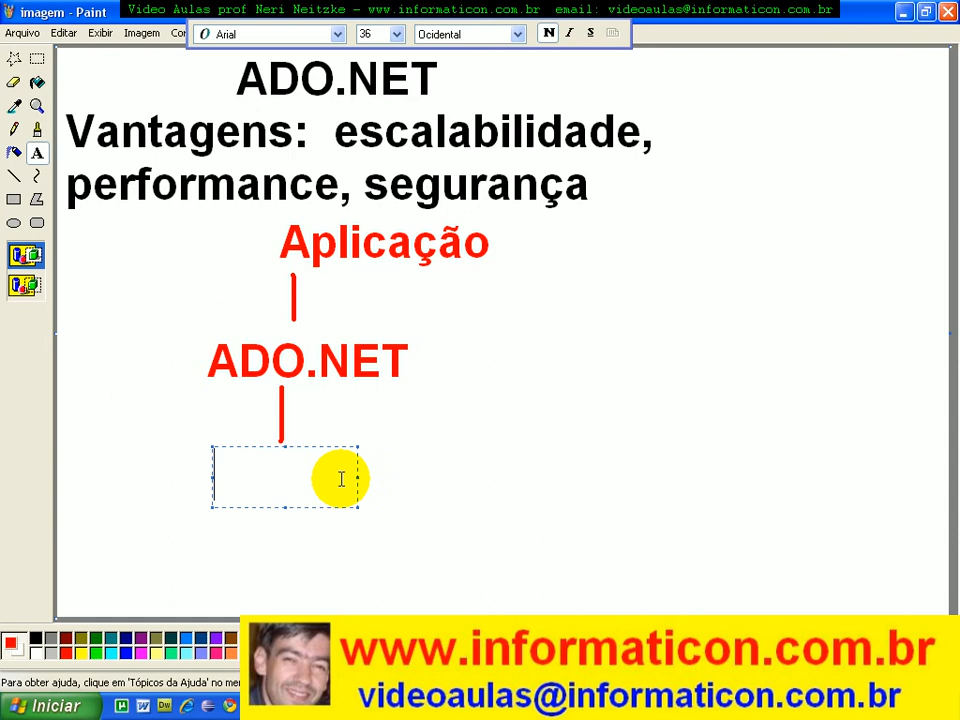 imagem - Paint
Video Aulas prof Neri Neitzke - www.informaticon.com.br email: videoaulas@informaticon.com.br
Arquivo Editar Exibir Imagem Co
O Arial 36 Ocidental N I S
A
ADO.NET
Vantagens: escalabilidade,
performance, segurança
Aplicação
ADO.NET
www.informaticon.com.br
videoaulas@informaticon.com.br
Para obter ajuda, clique em 'Tópicos da Ajuda' no me
Iniciar